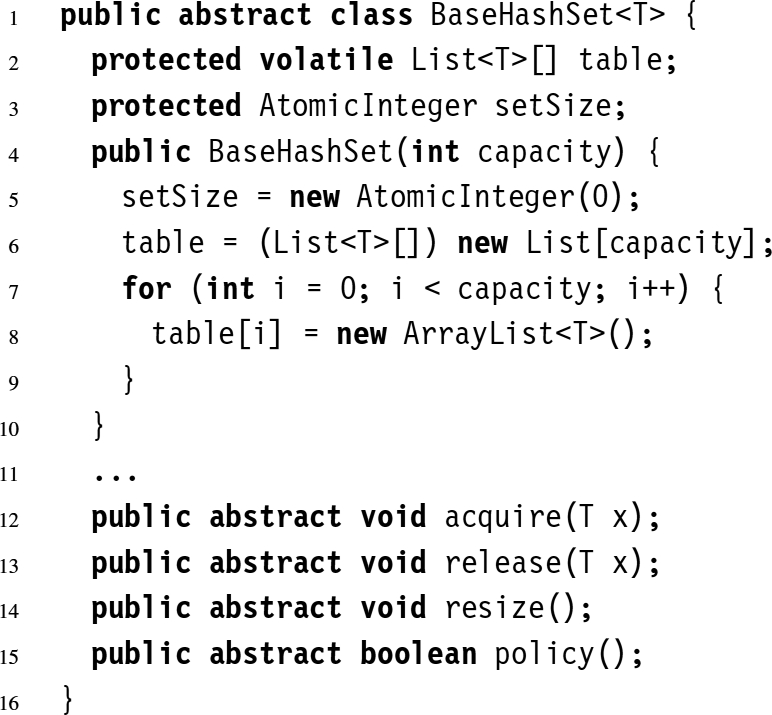 1 public abstract class BaseHashSet<T> {
2 protected volatile List<T>[] table;
3 protected AtomicInteger setSize;
4 public BaseHashSet(int capacity) {
5 setSize = new AtomicInteger(0);
6 table = (List<T>[]) new List[capacity];
7 for (int i = 0; i < capacity; i++) {
8 table[i] = new ArrayList<T>();
9 }
10 }
11 ...
12 public abstract void acquire(T x);
13 public abstract void release(T x);
14 public abstract void resize();
15 public abstract boolean policy();
16 }